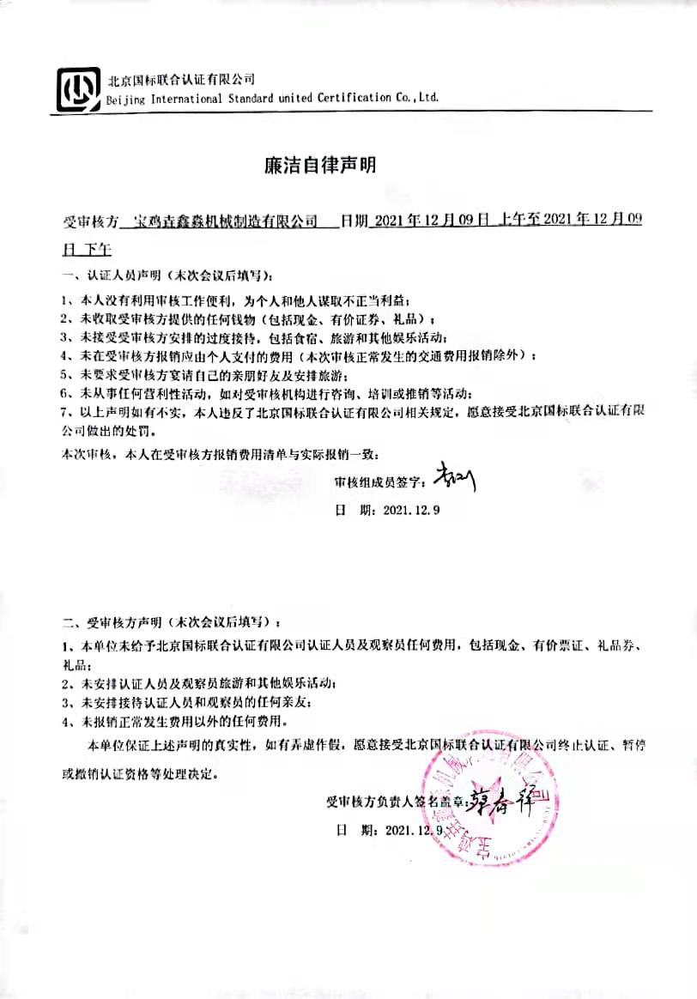 北京国标联合认证有限公司
Beijing International Standard united Certification Co.,Ltd.
廉洁自律声明
受审核方 宝鸡垚鑫淼机械制造有限公司 日期 2021年12月09日 上午至2021年12月09
日 下午
一、认证人员声明（末次会议后填写）：
1、本人没有利用审核工作便利，为个人和他人谋取不正当利益；
2、未收取受审核方提供的任何钱物（包括现金、有价证券、礼品）；
3、未接受受审核方安排的过度接待，包括食宿、旅游和其他娱乐活动；
4、未在受审核方报销应由个人支付的费用（本次审核正常发生的交通费用报销除外）；
5、未要求受审核方宴请自己的亲朋好友及安排旅游；
6、未从事任何营利性活动，如对受审核机构进行咨询、培训或推销等活动；
7、以上声明如有不实，本人违反了北京国标联合认证有限公司相关规定，愿意接受北京国标联合认证有限
公司做出的处罚。
本次审核，本人在受审核方报销费用清单与实际报销一致：
审核组成员签字：
日 期：2021.12.9
二、受审核方声明（末次会议后填写）；
1、本单位未给予北京国标联合认证有限公司认证人员及观察员任何费用，包括现金、有价票证、礼品券、
礼品；
2、未安排认证人员及观察员旅游和其他娱乐活动；
3、未安排接待认证人员和观察员的任何亲友；
4、未报销正常发生费用以外的任何费用。
本单位保证上述声明的真实性，如有弄虚作假，愿意接受北京国标联合认证有限公司终止认证、暂停
或撤销认证资格等处理决定。
受审核方负责人签名盖章：
日 期：2021.12.9
宝鸡垚鑫淼机械制造有限公司